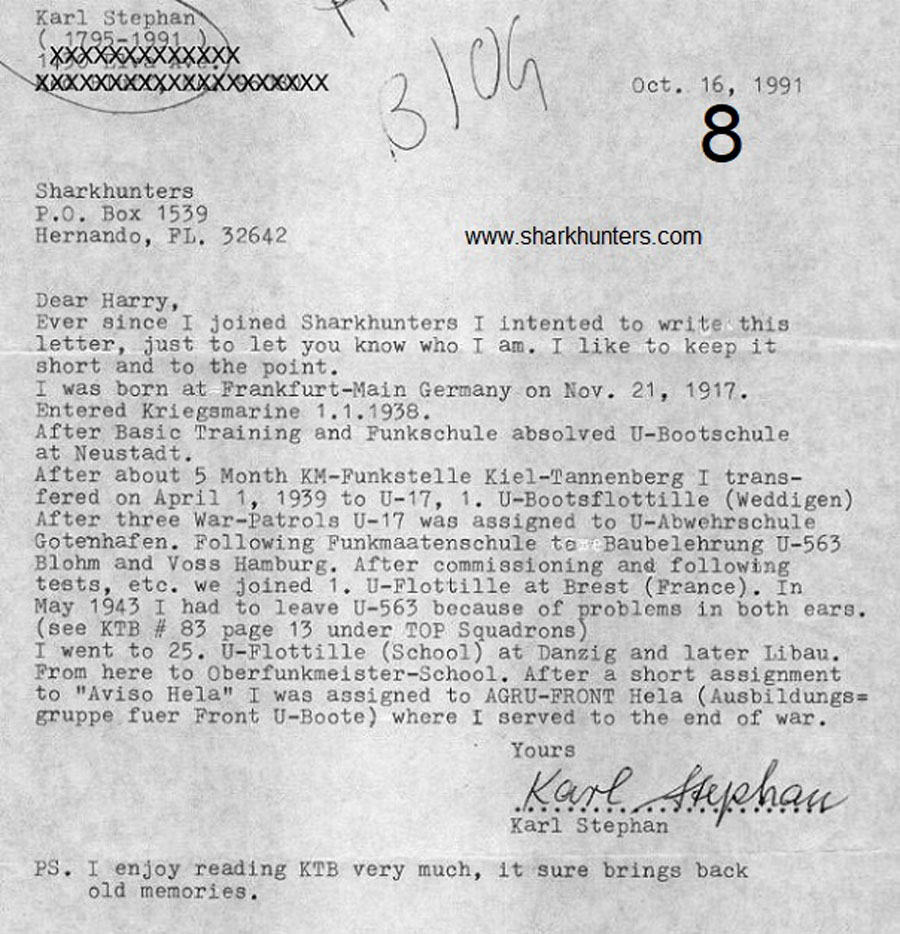 Karl Stephan
( 1795-1991 )
XXXXXXXXXXXXX
XXXXXXXXXXXXXXXXXXXX
Blog
Oct. 16, 1991
8
Sharkhunters
P.O. Box 1539
Hernando, FL. 32642
www.sharkhunters.com
Dear Harry,
Ever since I joined Sharkhunters I intented to write this
letter, just to let you know who I am. I like to keep it
short and to the point.
I was born at Frankfurt-Main Germany on Nov. 21, 1917.
Entered Kriegsmarine 1.1.1938.
After Basic Training and Funkschule absolved U-Bootschule
at Neustadt.
After about 5 Month KM-Funkstelle Kiel-Tannenberg I trans-
fered on April 1, 1939 to U-17, 1. U-Bootsflottille (Weddigen)
After three War-Patrols U-17 was assigned to U-Abwehrschule
Gotenhafen. Following Funkmaatenschule to Baubelehrung U-563
Blohm and Voss Hamburg. After commissioning and following
tests, etc. we joined 1. U-Flottille at Brest (France). In
May 1943 I had to leave U-563 because of problems in both ears.
(see KTB # 83 page 13 under TOP Squadrons)
I went to 25. U-Flottille (School) at Danzig and later Libau.
From here to Oberfunkmeister-School. After a short assignment
to "Aviso Hela" I was assigned to AGRU-FRONT Hela (Ausbildungs=
gruppe fuer Front U-Boote) where I served to the end of war.
Yours
Karl Stephan
Karl Stephan
PS. I enjoy reading KTB very much, it sure brings back
old memories.